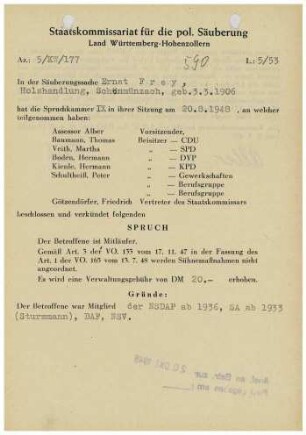 Staatskommissariat für die pol. Säuberung
Land Württemberg-Hohenzollern
Az.: 5/KV/177
590
L: 5/53
In der Säuberungssache Ernst Frey,
Holzhandlung, Schönmünzach, geb.3.3.1906
hat die Spruchkammer IX in ihrer Sitzung am 20.8.1948, an welcher
teilgenommen haben:
Assessor Alber Vorsitzender,
Baumann, Thomas Beisitzer — CDU
Veith, Martha „ — SPD
Boden, Hermann „ — DVP
Kienle, Hermann „ — KPD
Schultheiß, Peter „ — Gewerkschaften
„ — Berufsgruppe
„ — Berufsgruppe
Götzendörfer, Friedrich Vertreter des Staatskommissars
beschlossen und verkündet folgenden
SPRUCH
Der Betroffene ist Mitläufer.
Gemäß Art. 3 der VO. 133 vom 17. 11. 47 in der Fassung des
Art. 1 der VO. 165 vom 13. 7. 48 werden Sühnemaßnahmen nicht
angeordnet.
Es wird eine Verwaltungsgebühr von DM 20,- erhoben.
Gründe:
Der Betroffene war Mitglied der NSDAP ab 1936, SA ab 1933
(Sturmmann), DAF, NSV.